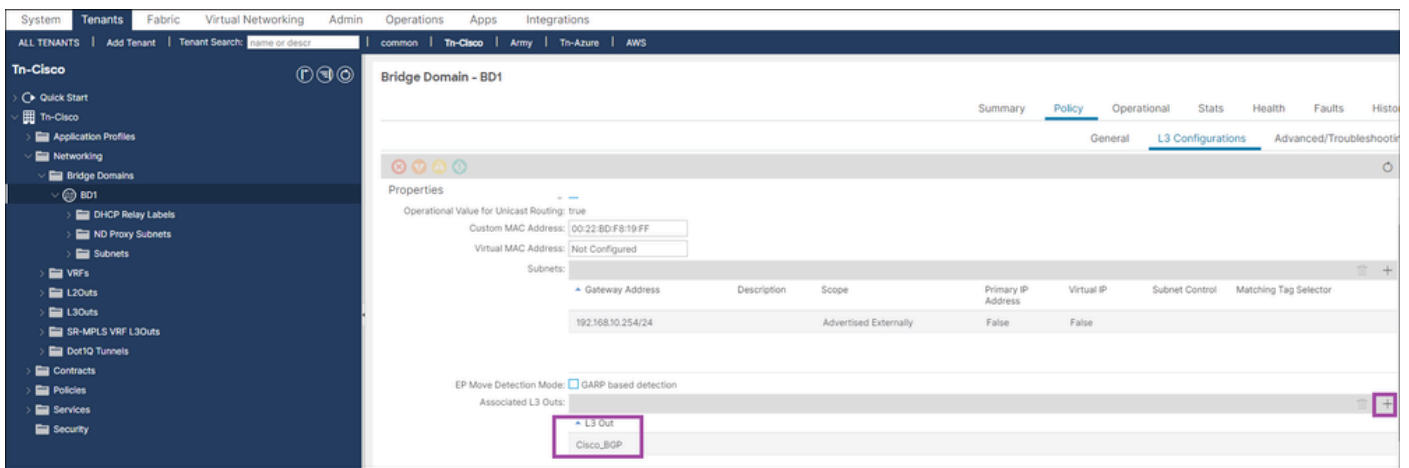 System Tenants Fabric Virtual Networking Admin Operations Apps Integrations
ALL TENANTS | Add Tenant | Tenant Search: name or descr | common | Tn-Cisco | Army | Tn-Azure | AWS
Tn-Cisco
Quick Start
Tn-Cisco
Application Profiles
Networking
Bridge Domains
BD1
DHCP Relay Labels
ND Proxy Subnets
Subnets
VRFs
L2Outs
L3Outs
SR-MPLS VRF L3Outs
Dot1Q Tunnels
Contracts
Policies
Services
Security
Bridge Domain - BD1
Summary Policy Operational Stats Health Faults Histo
General L3 Configurations Advanced/Troubleshootin
Properties
Operational Value for Unicast Routing: true
Custom MAC Address: 00:22:BD:F8:19:FF
Virtual MAC Address: Not Configured
Subnets:
Gateway Address Description Scope Primary IP Address Virtual IP Subnet Control Matching Tag Selector
192.168.10.254/24 Advertised Externally False False
EP Move Detection Mode: GARP based detection
Associated L3 Outs:
L3 Out
Cisco_BGP